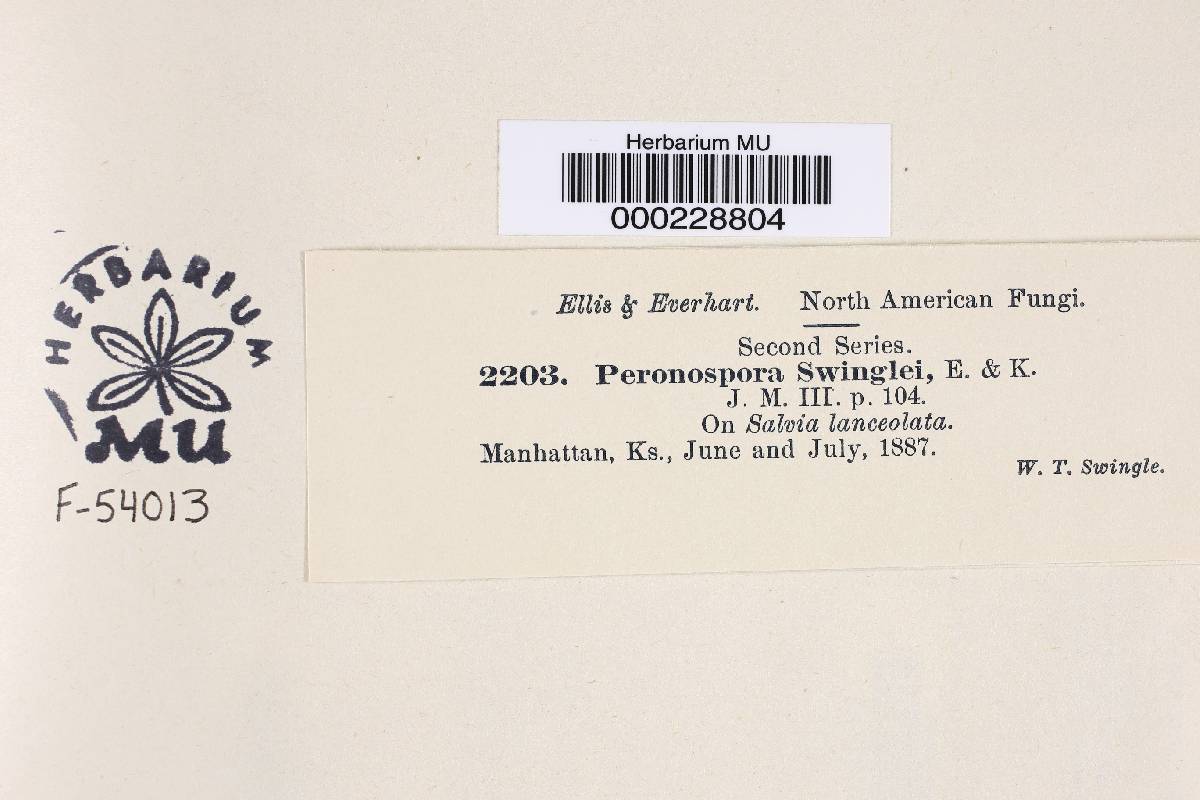 Herbarium MU
000228804
HERBARIUM
MU
F-54013
Ellis & Everhart. North American Fungi.
Second Series.
2203. Peronospora Swinglei, E. & K.
J. M. III. p. 104.
On Salvia lanceolata.
Manhattan, Ks., June and July, 1887.
W. T. Swingle.